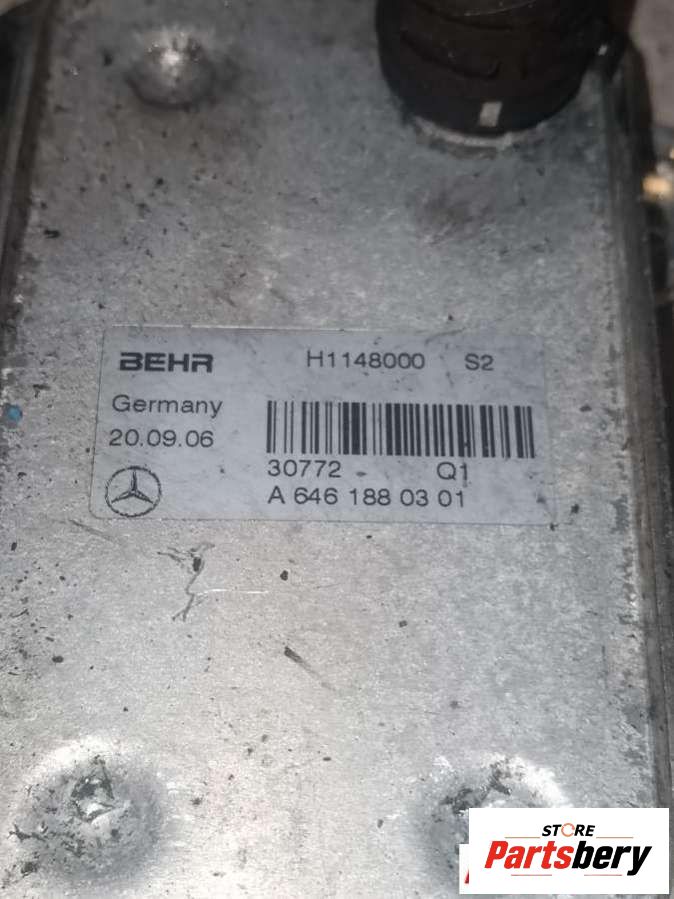 BEHR H1148000 S2
Germany
20.09.06
30772 Q1
A 646 188 03 01
STORE
Partsbery